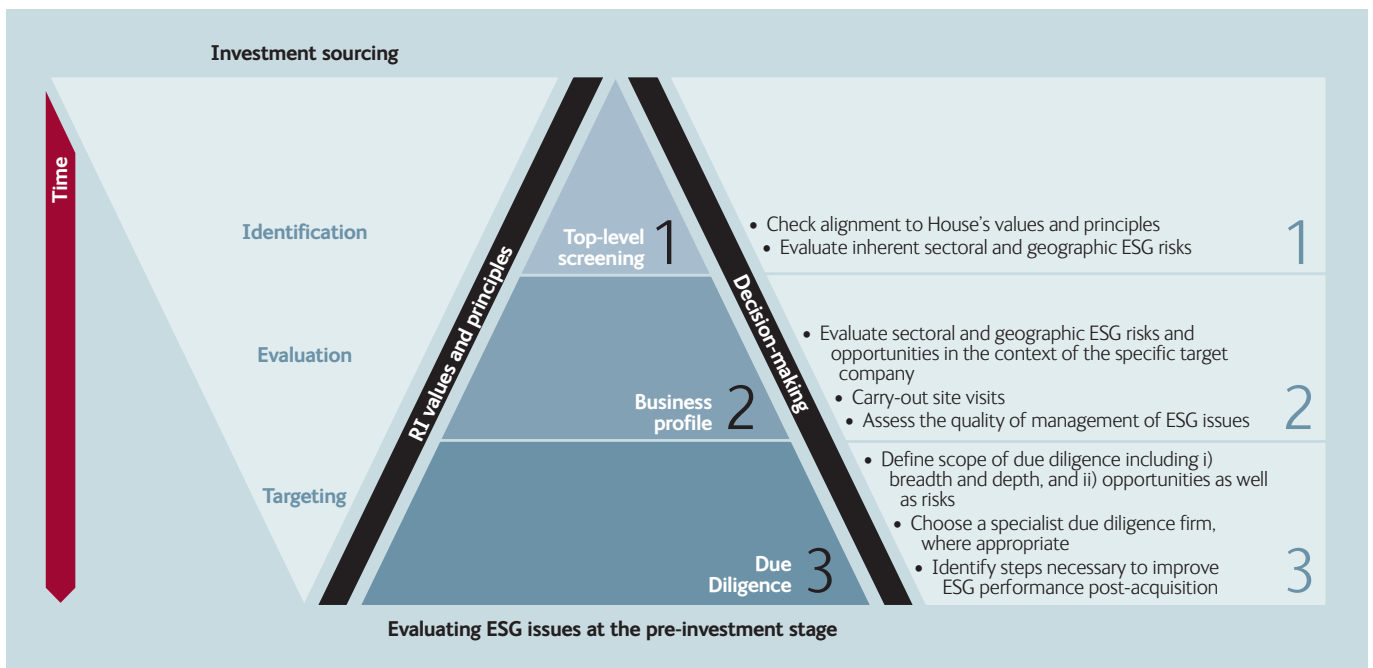 Investment sourcing
Time
Identification
Evaluation
Targeting
RI values and principles
Top-level
screening
1
Business
profile
2
Due
Diligence
3
Decision-making
• Check alignment to House's values and principles
• Evaluate inherent sectoral and geographic ESG risks
1
• Evaluate sectoral and geographic ESG risks and
opportunities in the context of the specific target
company
• Carry-out site visits
• Assess the quality of management of ESG issues
2
• Define scope of due diligence including i)
breadth and depth, and ii) opportunities as well
as risks
• Choose a specialist due diligence firm,
where appropriate
• Identify steps necessary to improve
ESG performance post-acquisition
3
Evaluating ESG issues at the pre-investment stage